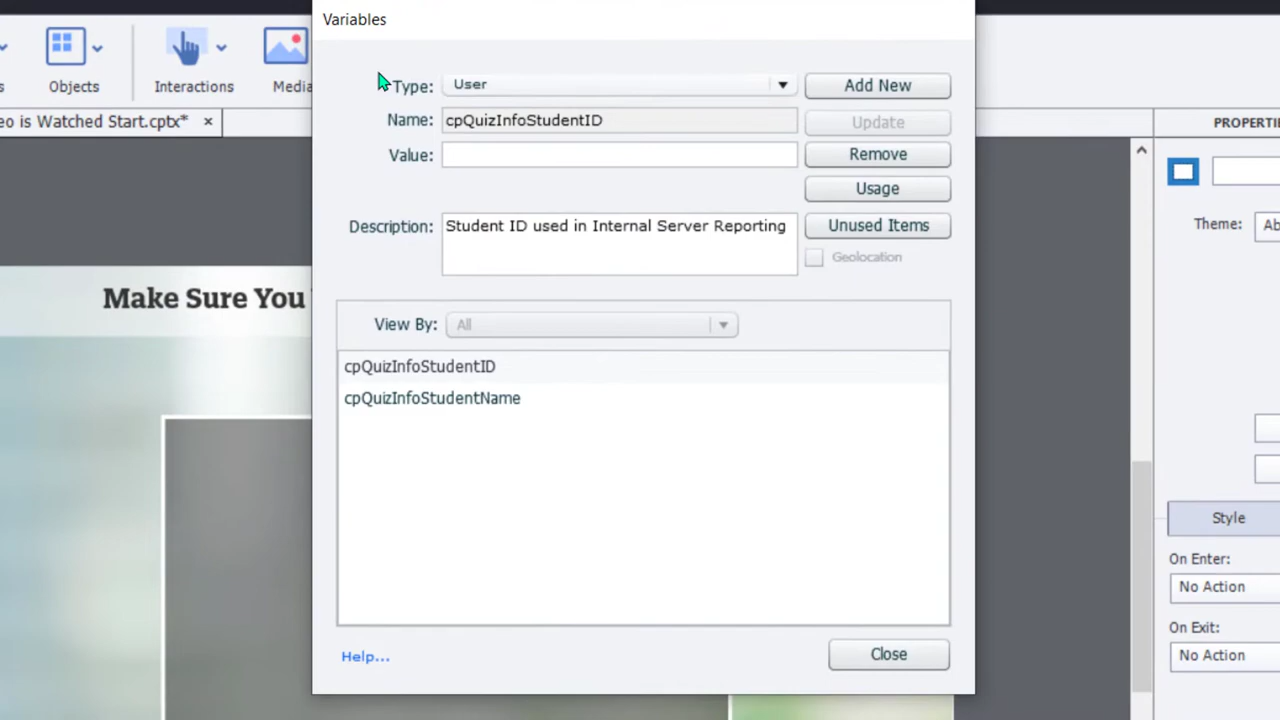 Variables
Objects
Interactions
Media
eo is Watched Start.cptx* ×
PROPERTI
Type: User Add New
Name: cpQuizInfoStudentID Update
Value: Remove
Usage
Description: Student ID used in Internal Server Reporting Unused Items
Geolocation
Theme: Ab
Make Sure You
View By: All
cpQuizInfoStudentID
cpQuizInfoStudentName
Style
On Enter:
No Action
On Exit:
No Action
Help... Close